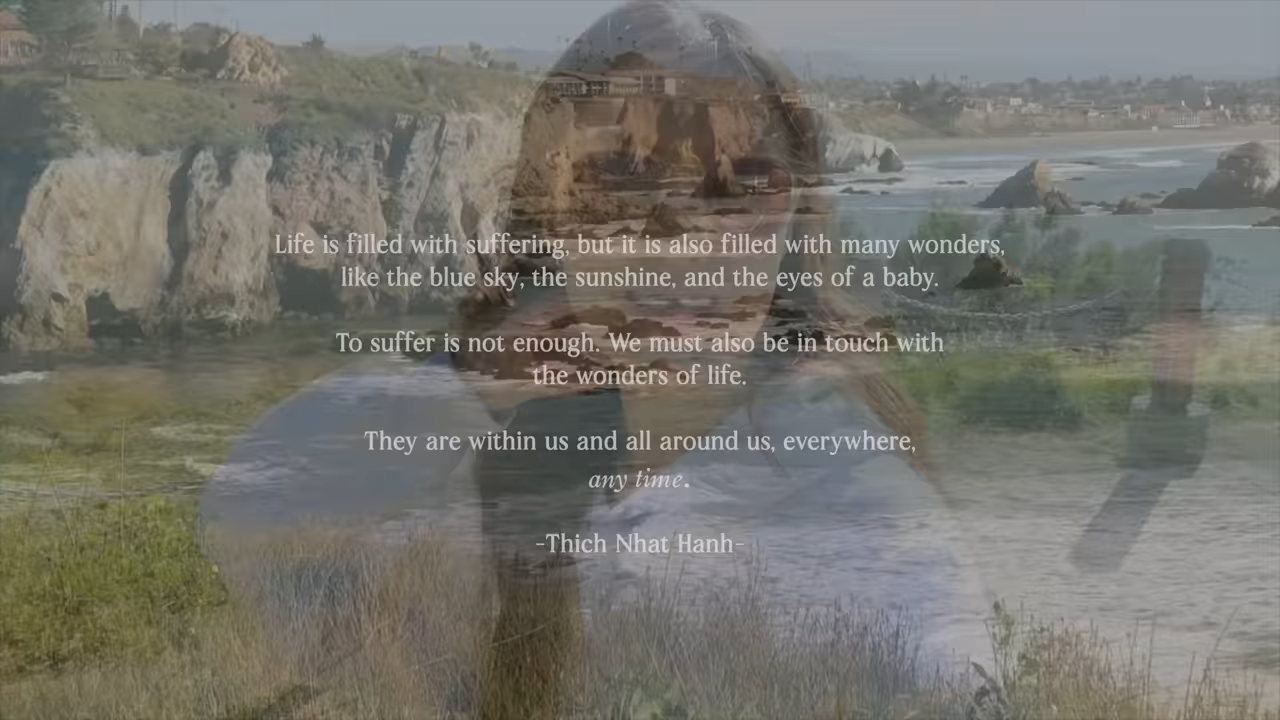 Life is filled with suffering, but it is also filled with many wonders,
like the blue sky, the sunshine, and the eyes of a baby.
To suffer is not enough. We must also be in touch with
the wonders of life.
They are within us and all around us, everywhere,
any time.
-Thich Nhat Hanh-